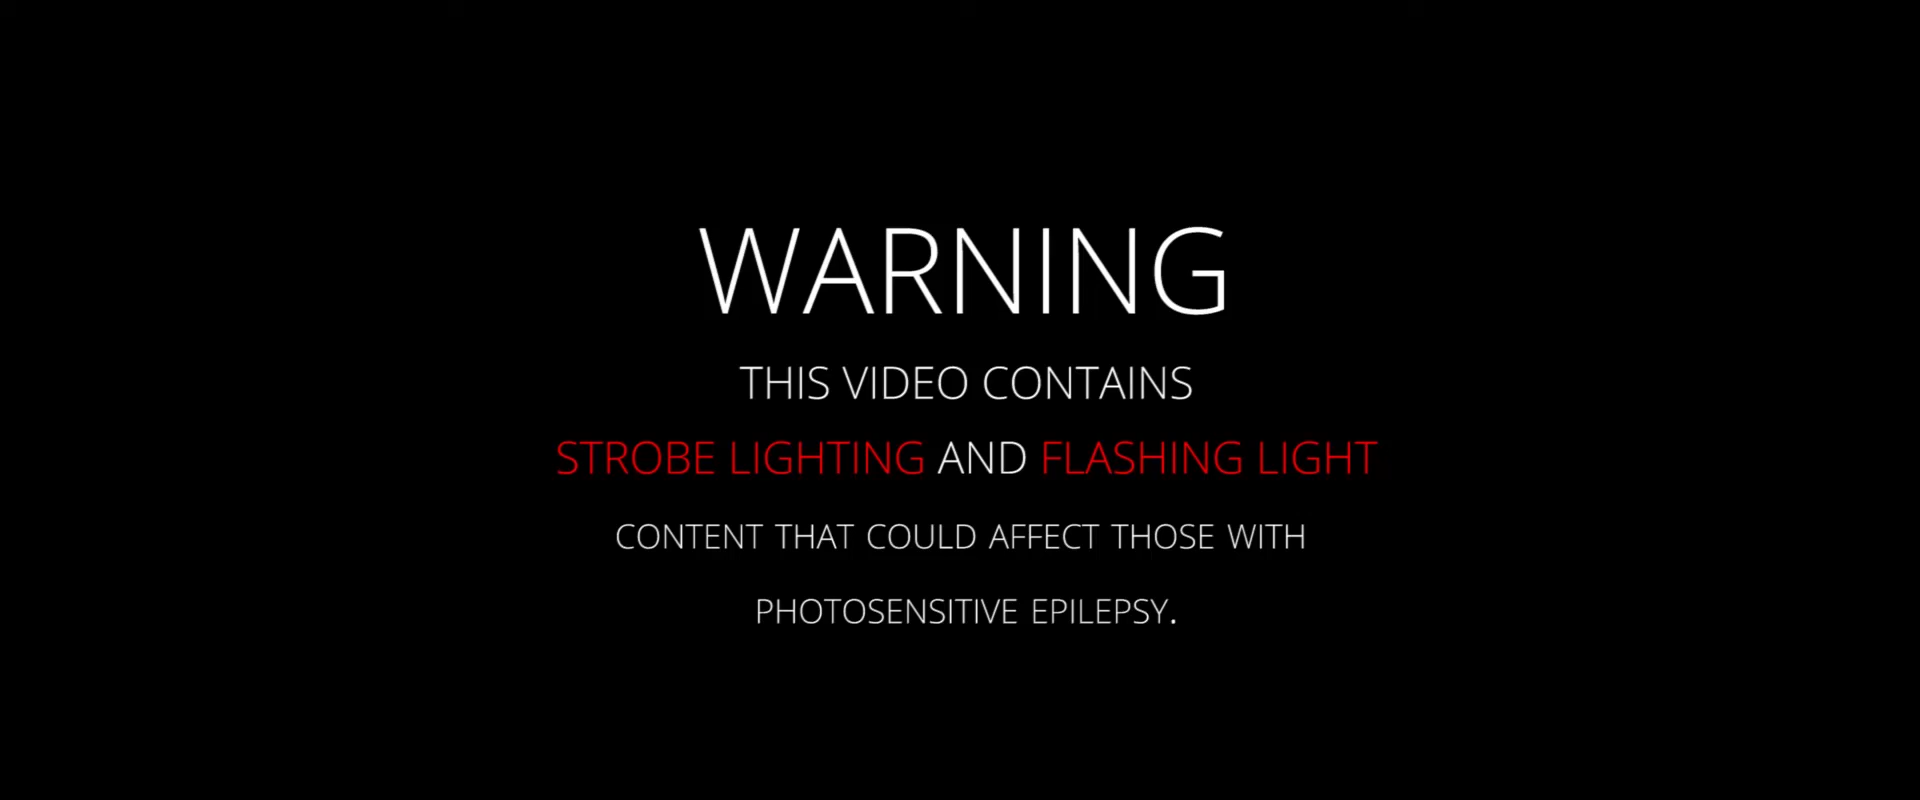 WARNING
THIS VIDEO CONTAINS
STROBE LIGHTING AND FLASHING LIGHT
CONTENT THAT COULD AFFECT THOSE WITH
PHOTOSENSITIVE EPILEPSY.